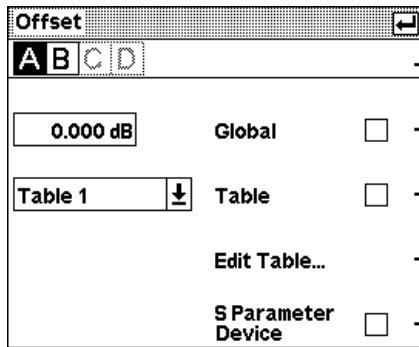 Offset
A B C D
0.000 dB Global
Table 1 Table
Edit Table...
S Parameter
Device